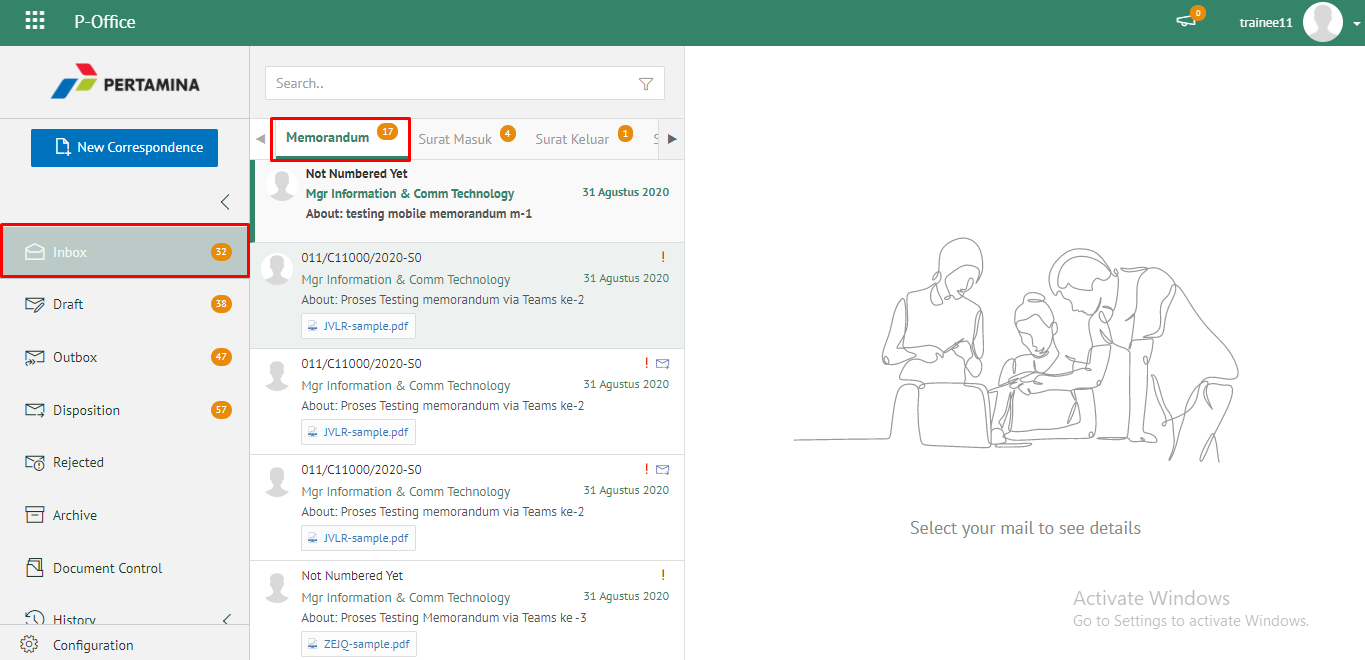 P-Office
0
trainee11
PERTAMINA
New Correspondence
Inbox 32
Draft 38
Outbox 47
Disposition 57
Rejected
Archive
Document Control
History
Configuration
Search..
Memorandum 17
Surat Masuk 4
Surat Keluar 1
Not Numbered Yet
Mgr Information & Comm Technology 31 Agustus 2020
About: testing mobile memorandum m-1
011/C11000/2020-S0 !
Mgr Information & Comm Technology 31 Agustus 2020
About: Proses Testing memorandum via Teams ke-2
JVLR-sample.pdf
011/C11000/2020-S0 !
Mgr Information & Comm Technology 31 Agustus 2020
About: Proses Testing memorandum via Teams ke-2
JVLR-sample.pdf
011/C11000/2020-S0 !
Mgr Information & Comm Technology 31 Agustus 2020
About: Proses Testing memorandum via Teams ke-2
JVLR-sample.pdf
Not Numbered Yet !
Mgr Information & Comm Technology 31 Agustus 2020
About: Proses Testing Memorandum via Teams ke -3
ZEJQ-sample.pdf
Select your mail to see details
Activate Windows
Go to Settings to activate Windows.